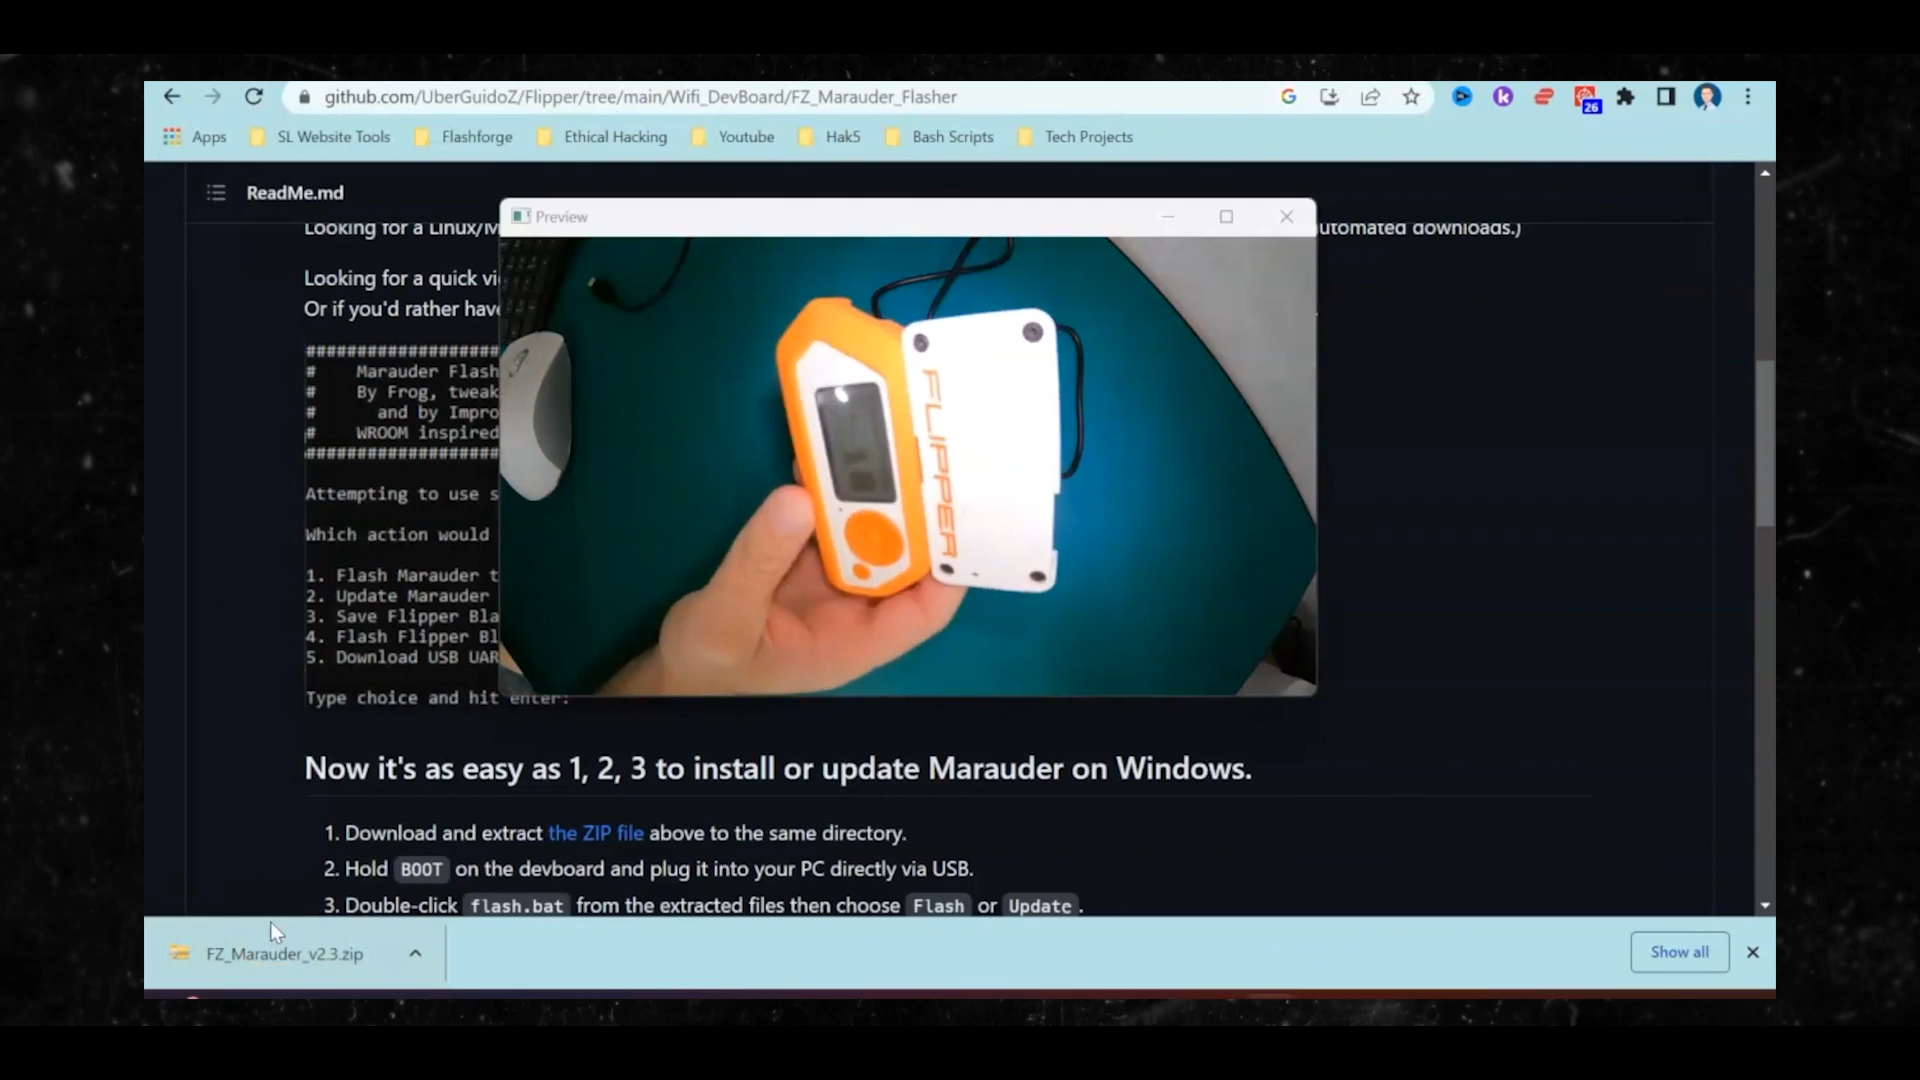 github.com/UberGuidoZ/Flipper/tree/main/Wifi_DevBoard/FZ_Marauder_Flasher
26
Apps SL Website Tools Flashforge Ethical Hacking Youtube Hak5 Bash Scripts Tech Projects
ReadMe.md
Preview
Looking for a Linux/M
utomated downloads.)
Looking for a quick vi
Or if you'd rather have
####################
# Marauder Flash
# By Frog, tweak
# and by Impro
# WROOM inspired
####################
Attempting to use s
Which action would
1. Flash Marauder t
2. Update Marauder
3. Save Flipper Bla
4. Flash Flipper Bl
5. Download USB UAR
Type choice and hit enter:
FLIPPER
Now it's as easy as 1, 2, 3 to install or update Marauder on Windows.
1. Download and extract the ZIP file above to the same directory.
2. Hold BOOT on the devboard and plug it into your PC directly via USB.
3. Double-click flash.bat from the extracted files then choose Flash or Update.
FZ_Marauder_v2.3.zip
Show all